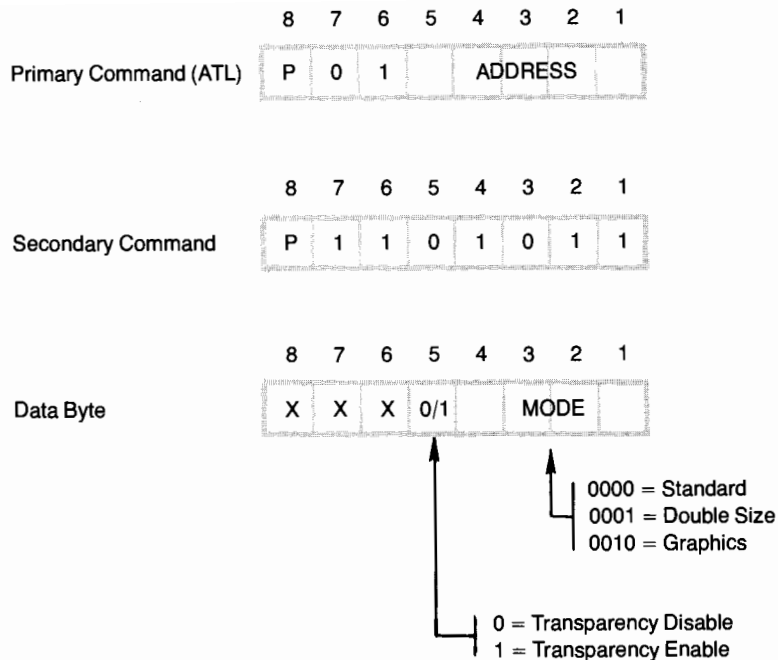 8 7 6 5 4 3 2 1
Primary Command (ATL) P 0 1 ADDRESS
8 7 6 5 4 3 2 1
Secondary Command P 1 1 0 1 0 1 1
8 7 6 5 4 3 2 1
Data Byte X X X 0/1 MODE
0000 = Standard
0001 = Double Size
0010 = Graphics
0 = Transparency Disable
1 = Transparency Enable